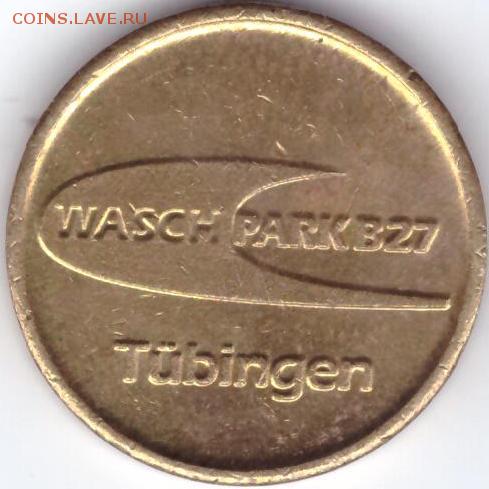 COINS.LAVE.RU
WASCH PARK B27
Tübingen